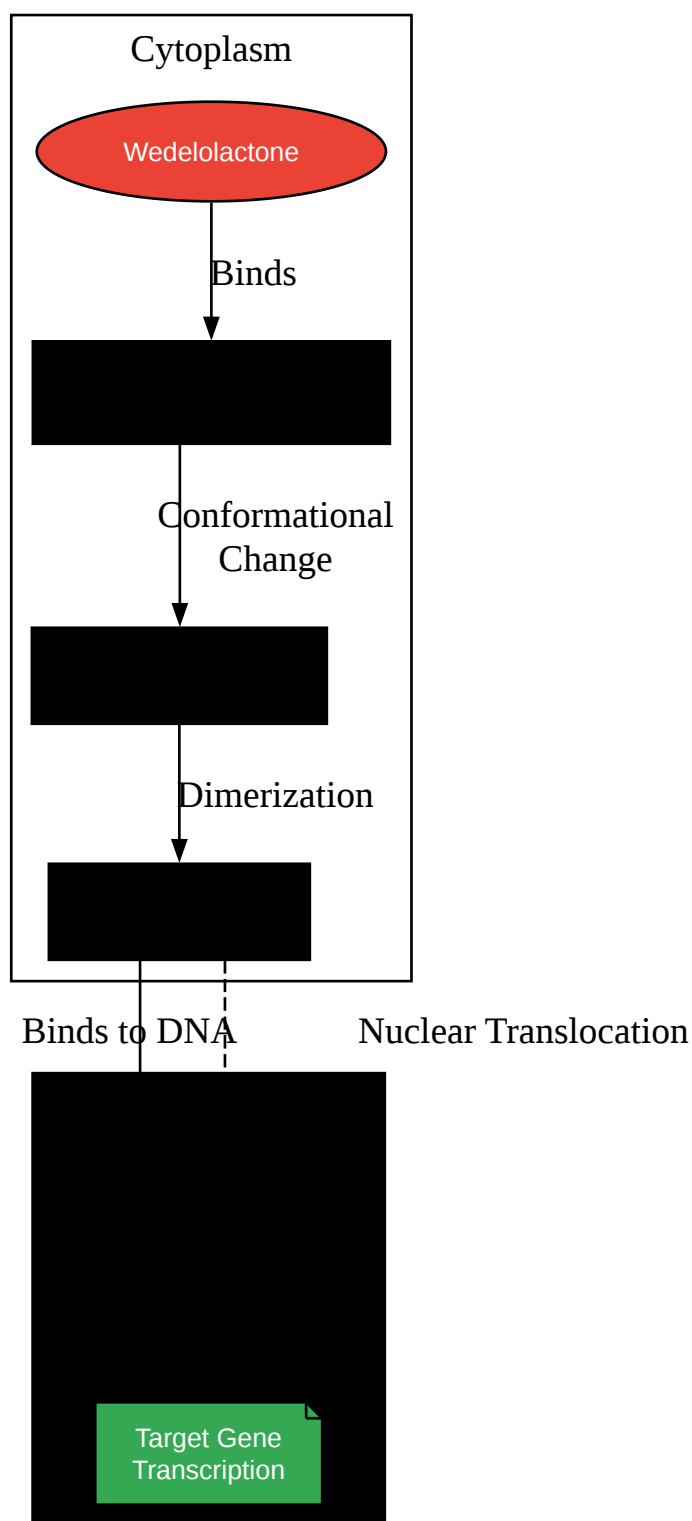 Cytoplasm
Wedelolactone
Binds
Conformational
Change
Dimerization
Binds to DNA
Nuclear Translocation
Target Gene
Transcription